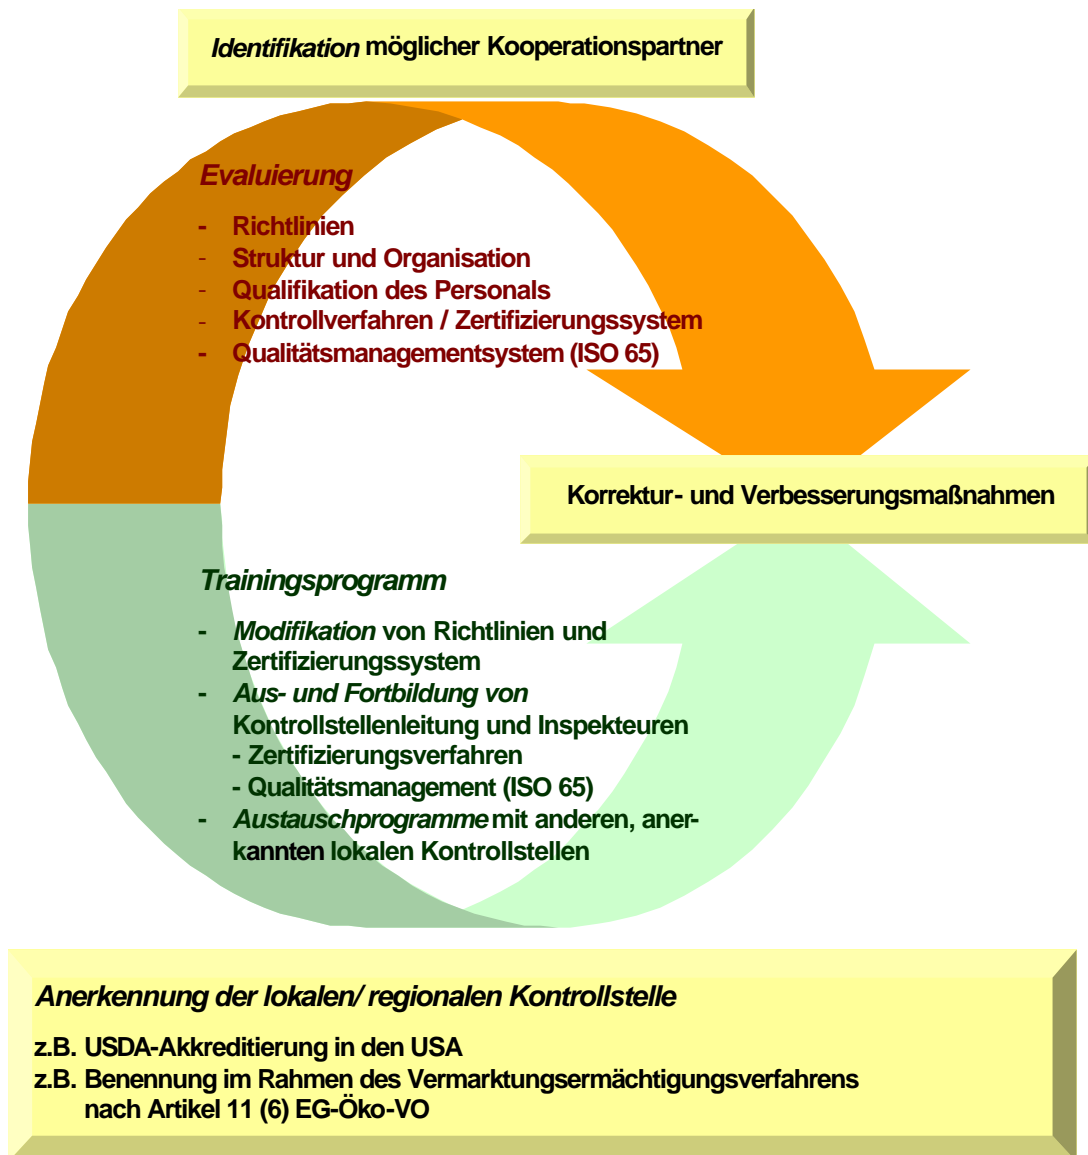 Identifikation möglicher Kooperationspartner
Evaluierung
- Richtlinien
- Struktur und Organisation
- Qualifikation des Personals
- Kontrollverfahren / Zertifizierungssystem
- Qualitätsmanagementsystem (ISO 65)
Korrektur- und Verbesserungsmaßnahmen
Trainingsprogramm
- Modifikation von Richtlinien und
Zertifizierungssystem
- Aus- und Fortbildung von
Kontrollstellenleitung und Inspekteuren
- Zertifizierungsverfahren
- Qualitätsmanagement (ISO 65)
- Austauschprogramme mit anderen, aner-
kannten lokalen Kontrollstellen
Anerkennung der lokalen/ regionalen Kontrollstelle
z.B. USDA-Akkreditierung in den USA
z.B. Benennung im Rahmen des Vermarktungsermächtigungsverfahrens
nach Artikel 11 (6) EG-Öko-VO